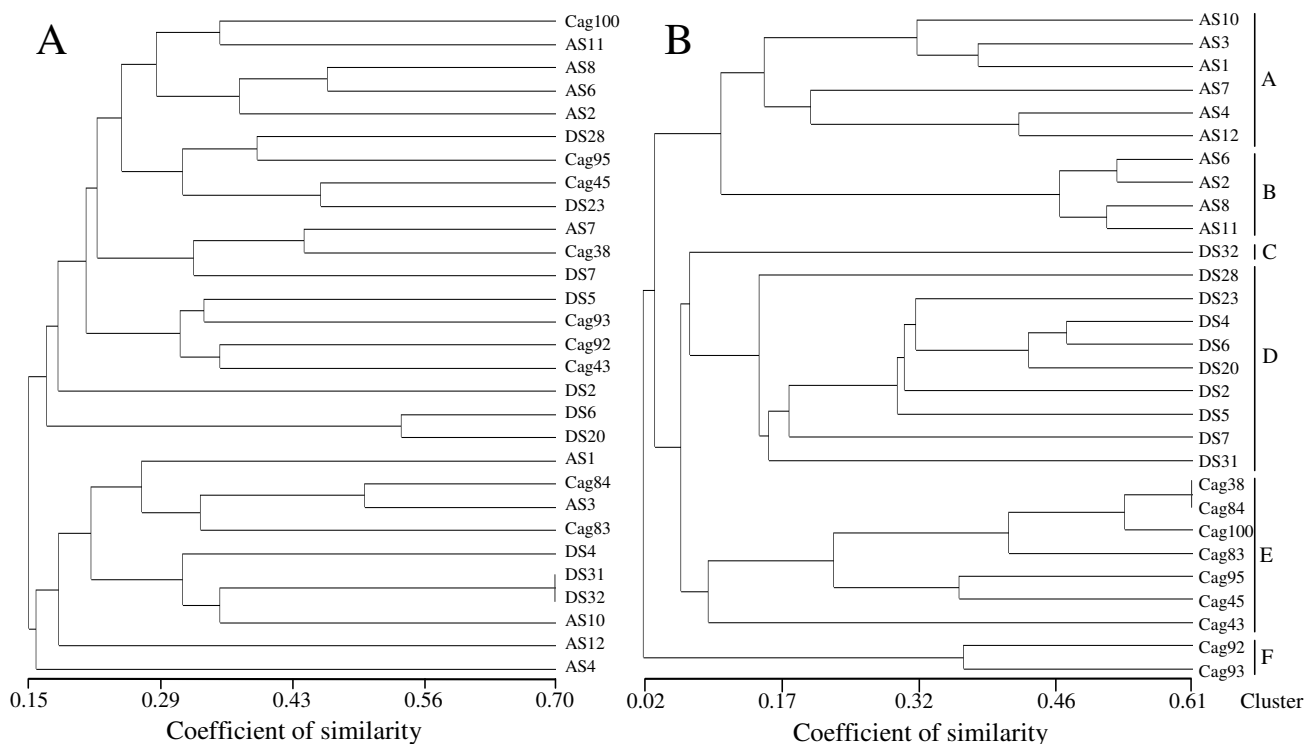 A
Cag100
AS11
AS8
AS6
AS2
DS28
Cag95
Cag45
DS23
AS7
Cag38
DS7
DS5
Cag93
Cag92
Cag43
DS2
DS6
DS20
AS1
Cag84
AS3
Cag83
DS4
DS31
DS32
AS10
AS12
AS4
0.15 0.29 0.43 0.56 0.70
Coefficient of similarity
B
AS10
AS3
AS1
AS7
AS4
AS12
AS6
AS2
AS8
AS11
DS32
DS28
DS23
DS4
DS6
DS20
DS2
DS5
DS7
DS31
Cag38
Cag84
Cag100
Cag83
Cag95
Cag45
Cag43
Cag92
Cag93
A
B
C
D
E
F
0.02 0.17 0.32 0.46 0.61 Cluster
Coefficient of similarity